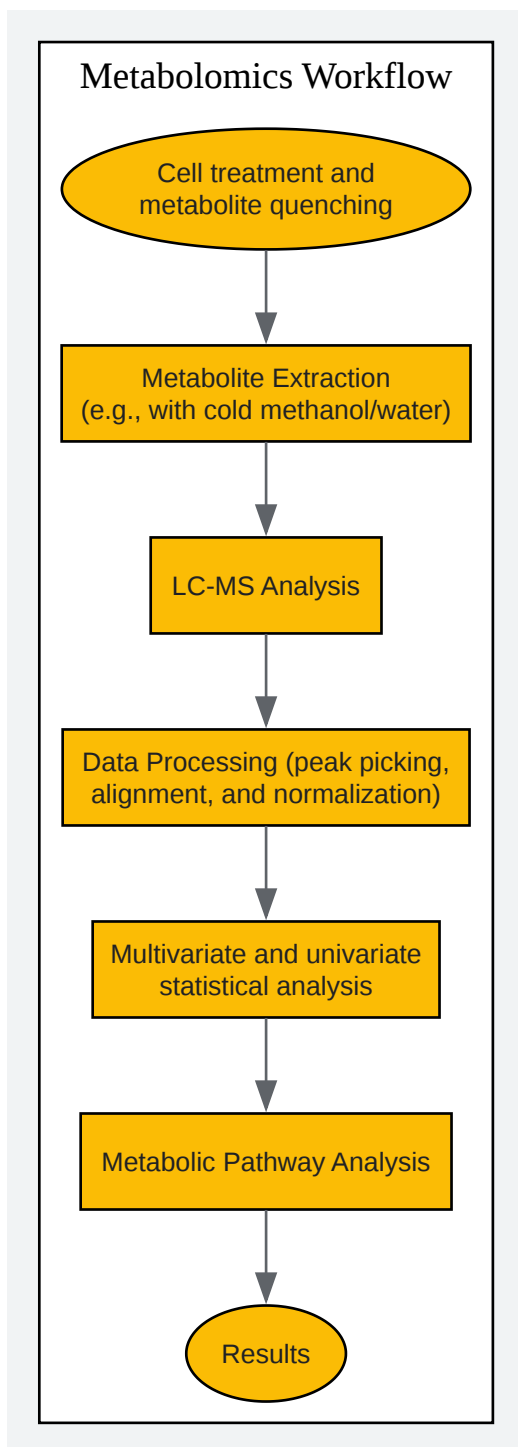 Metabolomics Workflow
Cell treatment and
metabolite quenching
Metabolite Extraction
(e.g., with cold methanol/water)
LC-MS Analysis
Data Processing (peak picking,
alignment, and normalization)
Multivariate and univariate
statistical analysis
Metabolic Pathway Analysis
Results